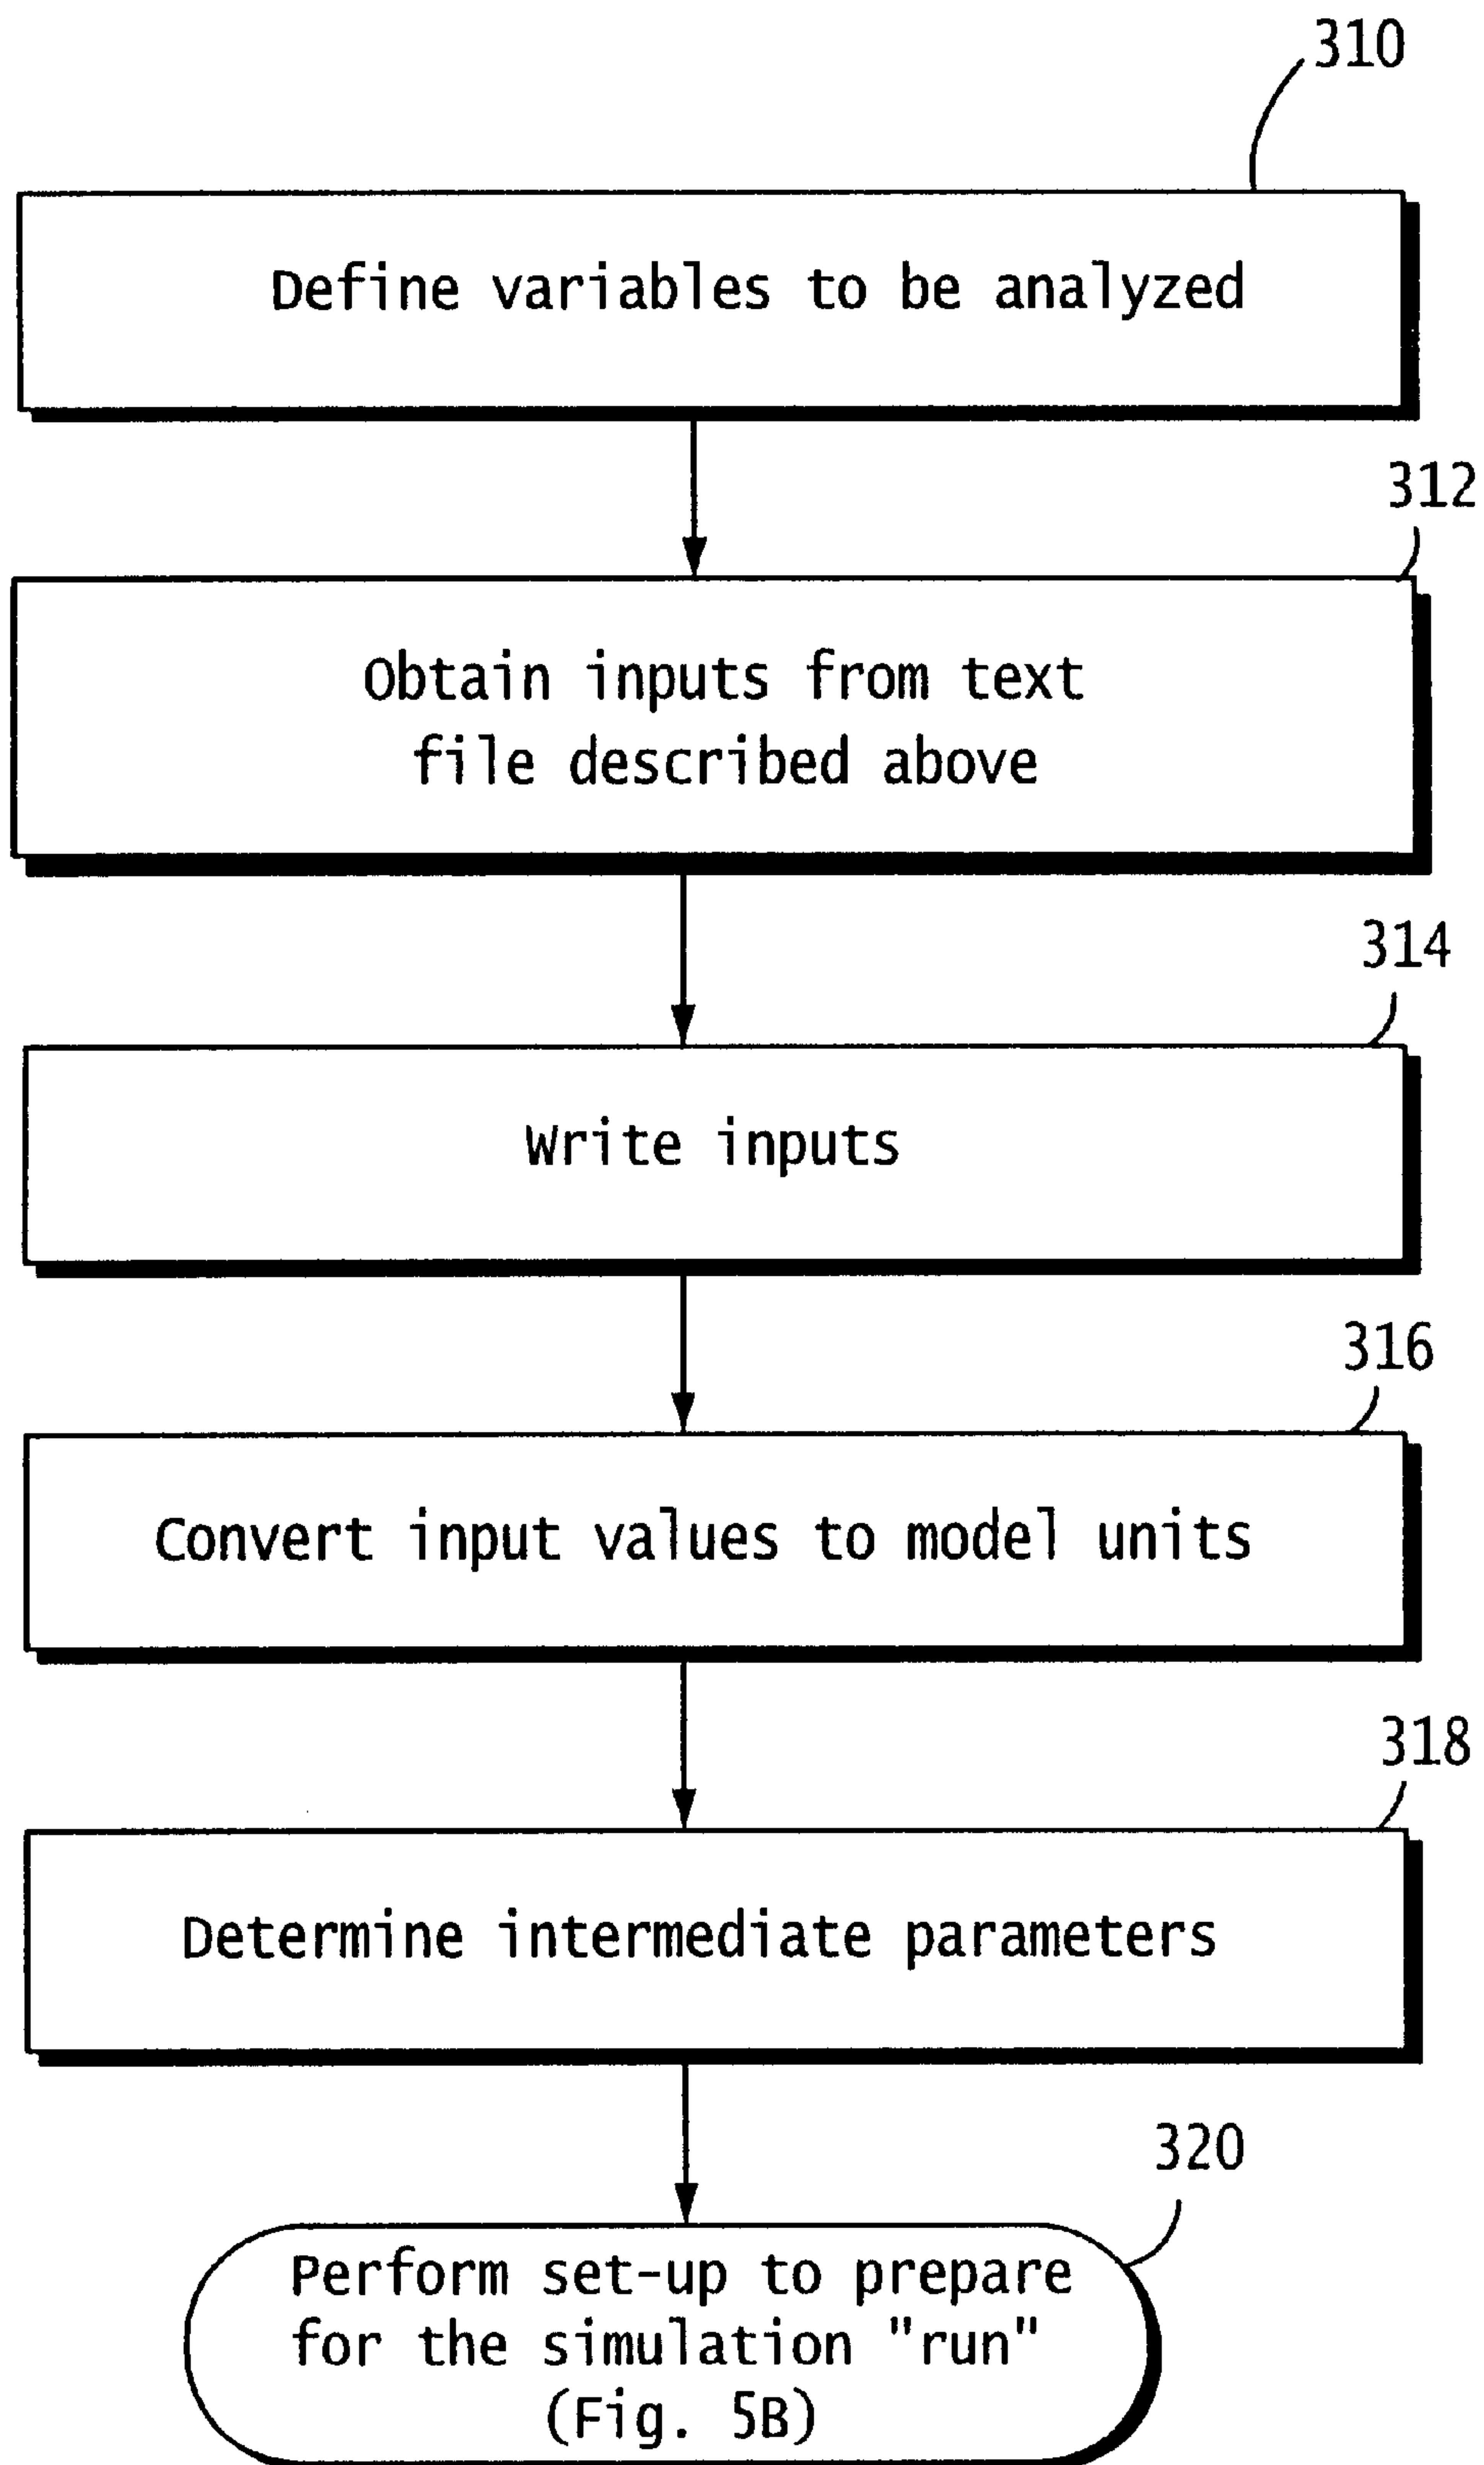 310
Define variables to be analyzed
312
Obtain inputs from text
file described above
314
Write inputs
316
Convert input values to model units
318
Determine intermediate parameters
320
Perform set-up to prepare
for the simulation "run"
(Fig. 5B)